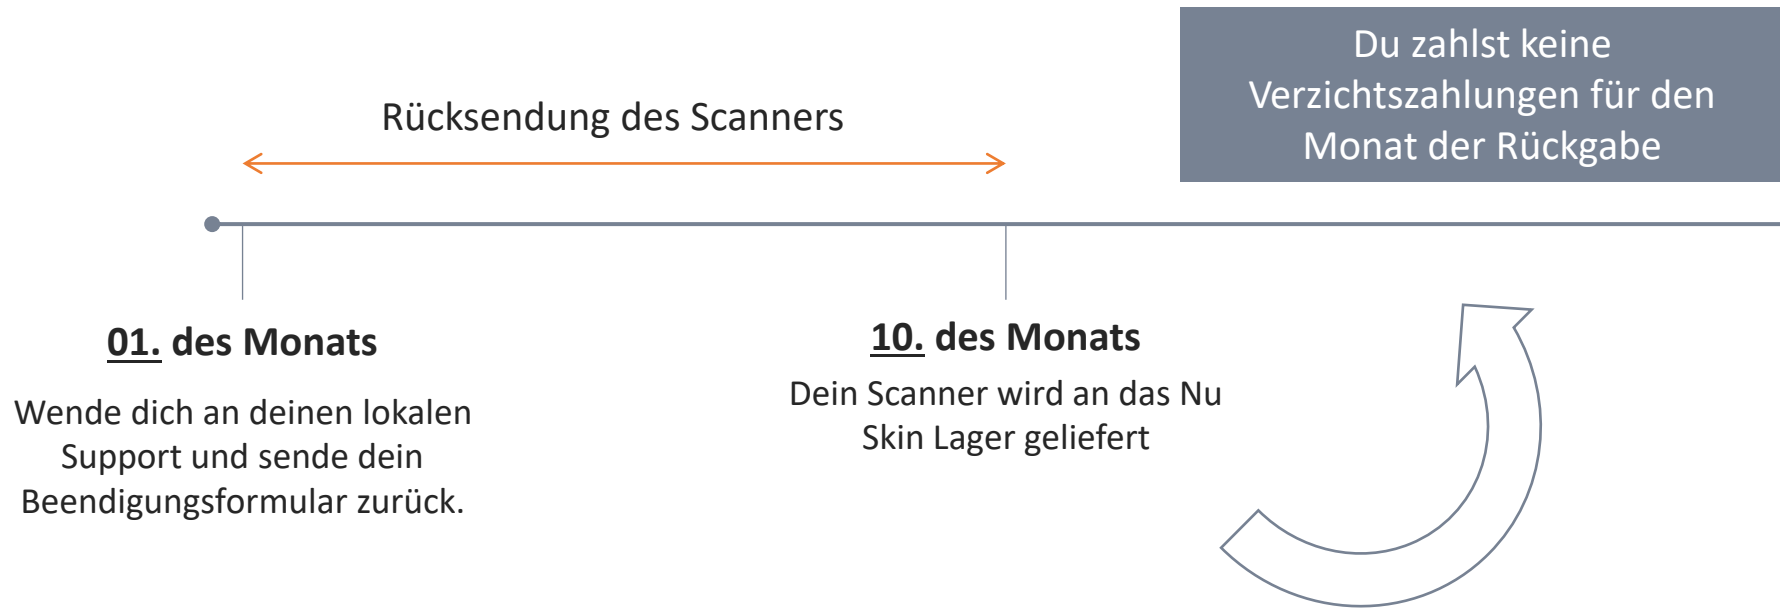 Du zahlst keine
Verzichtszahlungen für den
Monat der Rückgabe
Rücksendung des Scanners
01. des Monats
Wende dich an deinen lokalen
Support und sende dein
Beendigungsformular zurück.
10. des Monats
Dein Scanner wird an das Nu
Skin Lager geliefert